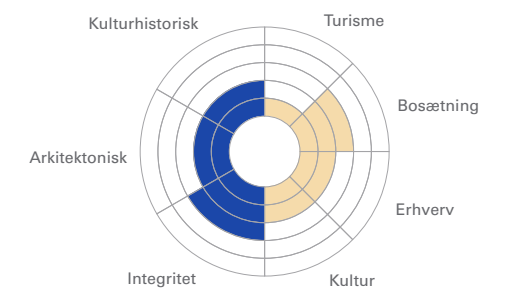 Kulturhistorisk
Turisme
Bosætning
Arkitektonisk
Erhverv
Integritet
Kultur